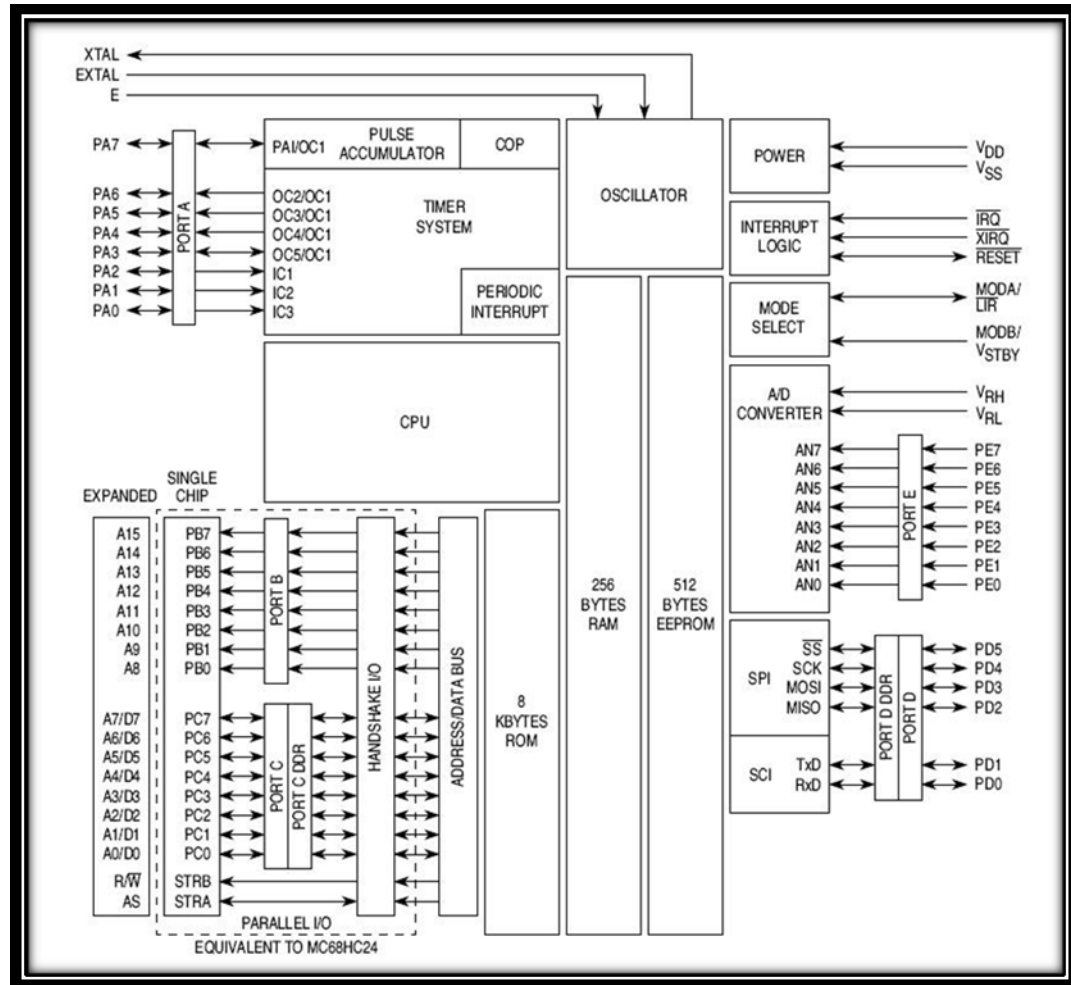 XTAL
EXTAL
E
PA7
PA6
PA5
PA4
PA3
PA2
PA1
PA0
PORT A
PAI/OC1
PULSE
ACCUMULATOR
COP
OC2/OC1
OC3/OC1
OC4/OC1
OC5/OC1
IC1
IC2
IC3
TIMER
SYSTEM
PERIODIC
INTERRUPT
OSCILLATOR
POWER
VDD
VSS
INTERRUPT
LOGIC
IRQ
XIRQ
RESET
MODE
SELECT
MODA/
LIR
MODB/
VSTBY
CPU
A/D
CONVERTER
VRH
VRL
AN7
AN6
AN5
AN4
AN3
AN2
AN1
AN0
PORT E
PE7
PE6
PE5
PE4
PE3
PE2
PE1
PE0
EXPANDED
SINGLE
CHIP
A15
A14
A13
A12
A11
A10
A9
A8
A7/D7
A6/D6
A5/D5
A4/D4
A3/D3
A2/D2
A1/D1
A0/D0
R/W
AS
PB7
PB6
PB5
PB4
PB3
PB2
PB1
PB0
PC7
PC6
PC5
PC4
PC3
PC2
PC1
PC0
STRB
STRA
PORT B
PORT C
PORT C DDR
HANDSHAKE I/O
ADDRESS/DATA BUS
8
KBYTES
ROM
256
BYTES
RAM
512
BYTES
EEPROM
SPI
SS
SCK
MOSI
MISO
SCI
TxD
RxD
PORT D DDR
PORT D
PD5
PD4
PD3
PD2
PD1
PD0
PARALLEL I/O
EQUIVALENT TO MC68HC24